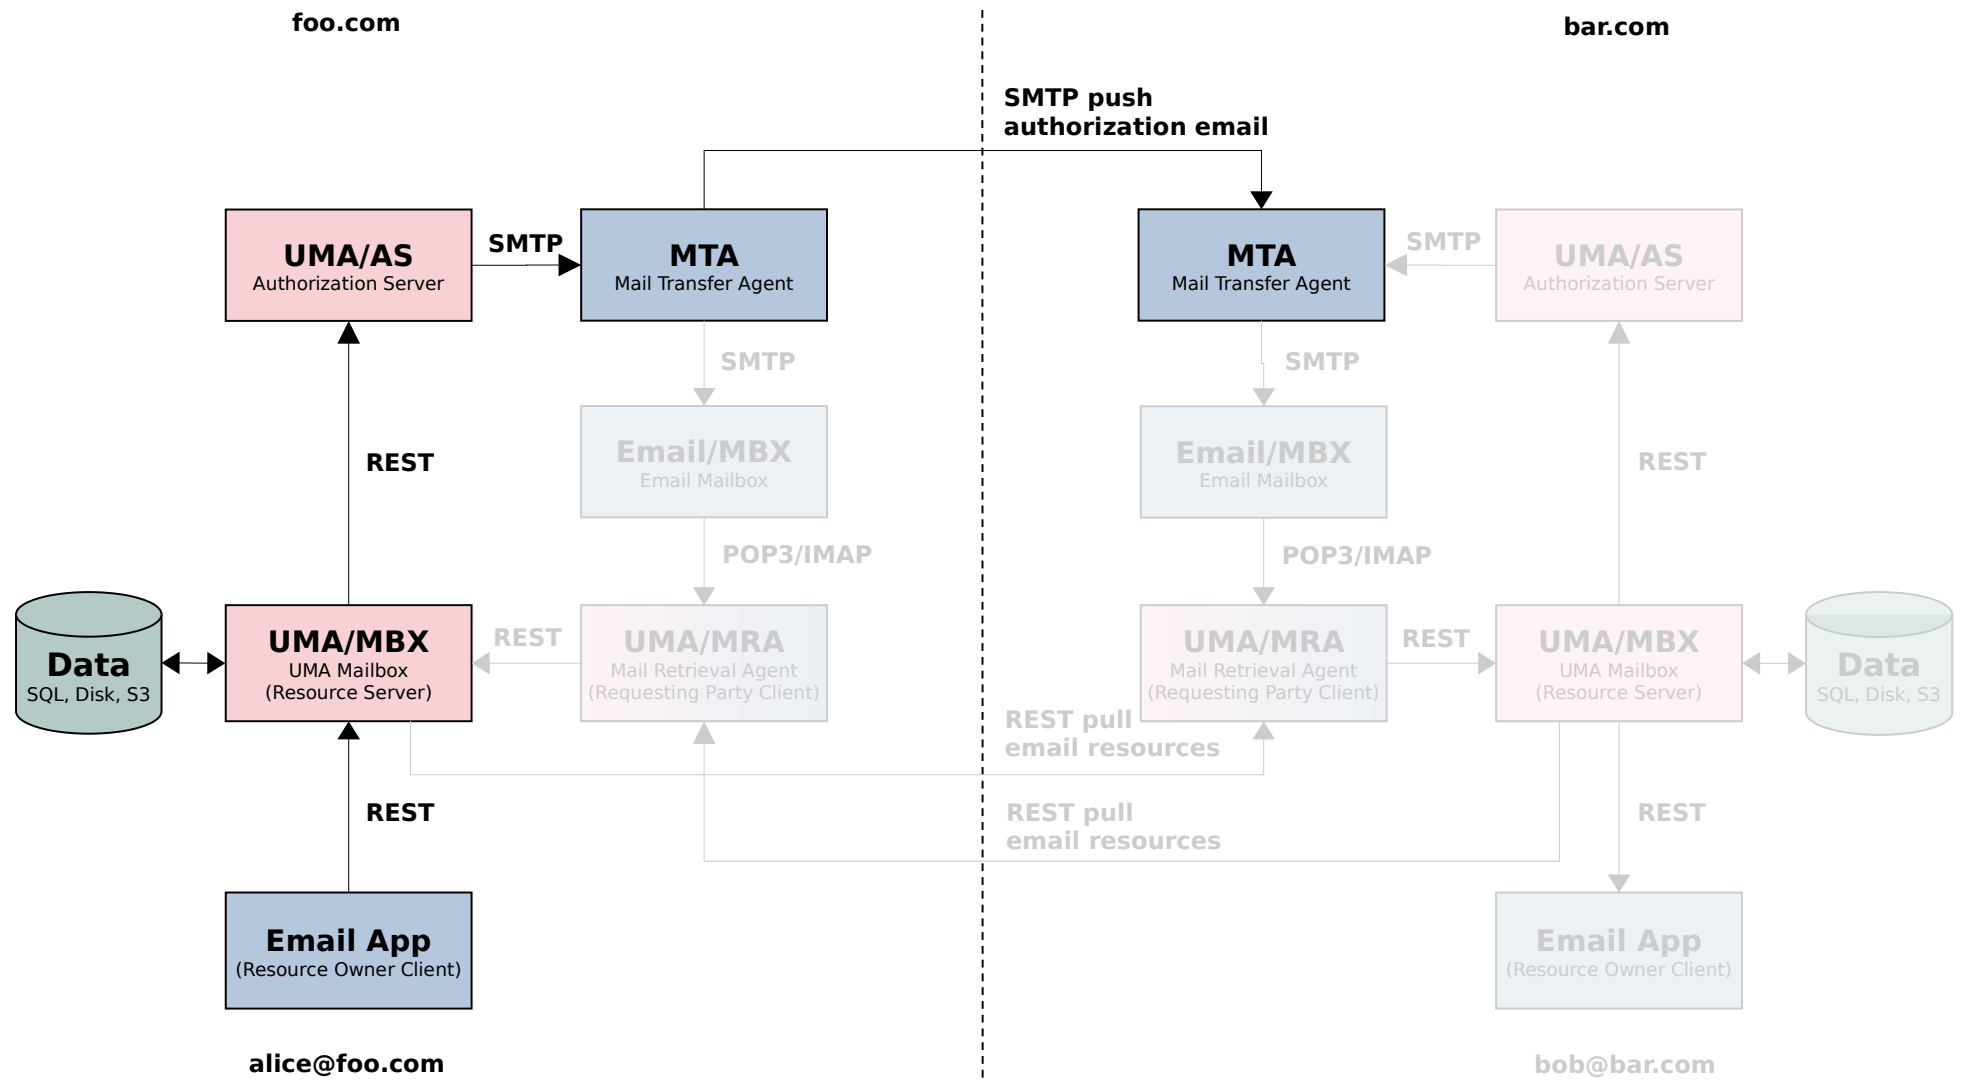 foo.com
bar.com
SMTP push
authorization email
UMA/AS
Authorization Server
SMTP
MTA
Mail Transfer Agent
MTA
Mail Transfer Agent
SMTP
UMA/AS
Authorization Server
SMTP
SMTP
REST
Email/MBX
Email Mailbox
Email/MBX
Email Mailbox
REST
POP3/IMAP
POP3/IMAP
Data
SQL, Disk, S3
UMA/MBX
UMA Mailbox
(Resource Server)
REST
UMA/MRA
Mail Retrieval Agent
(Requesting Party Client)
UMA/MRA
Mail Retrieval Agent
(Requesting Party Client)
REST
UMA/MBX
UMA Mailbox
(Resource Server)
Data
SQL, Disk, S3
REST pull
email resources
REST
REST pull
email resources
REST
Email App
(Resource Owner Client)
Email App
(Resource Owner Client)
alice@foo.com
bob@bar.com